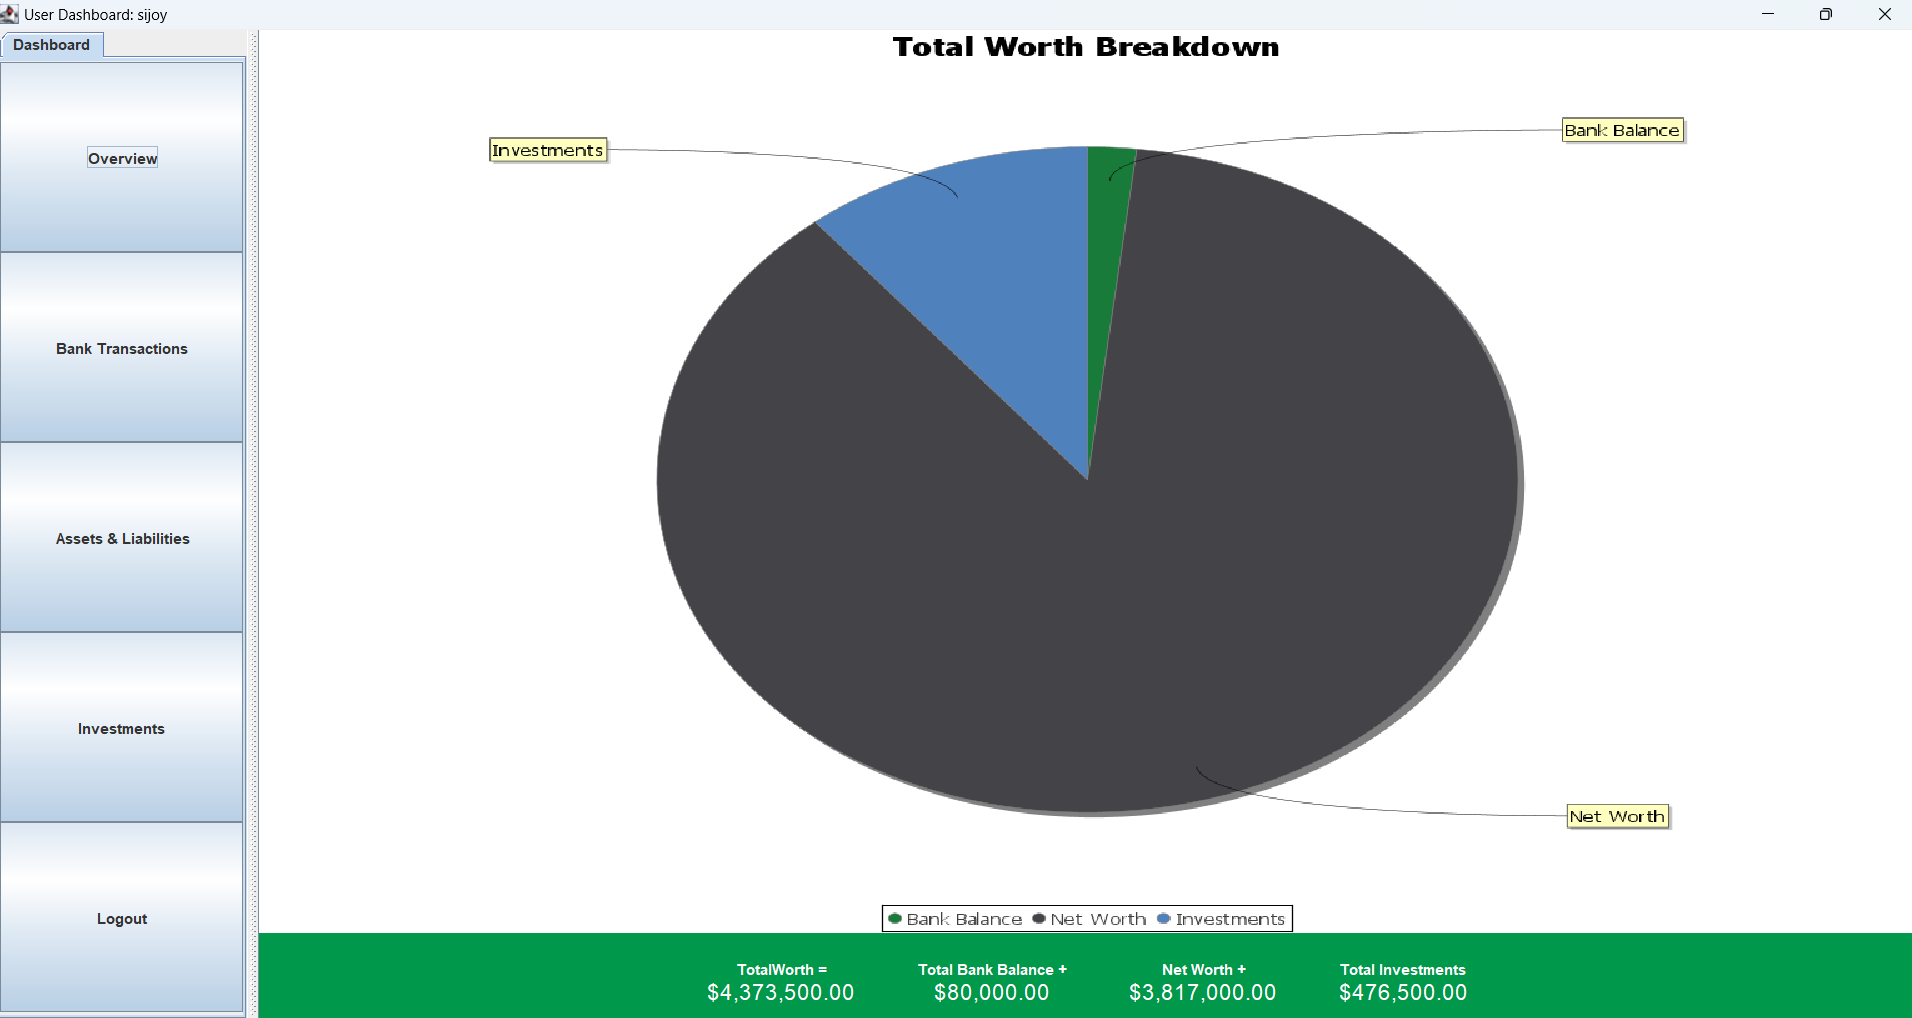 User Dashboard: sijoy
Dashboard
Overview
Bank Transactions
Assets & Liabilities
Investments
Logout
Total Worth Breakdown
Investments
Bank Balance
Net Worth
Bank Balance Net Worth Investments
TotalWorth = Total Bank Balance + Net Worth + Total Investments
$4,373,500.00 $80,000.00 $3,817,000.00 $476,500.00